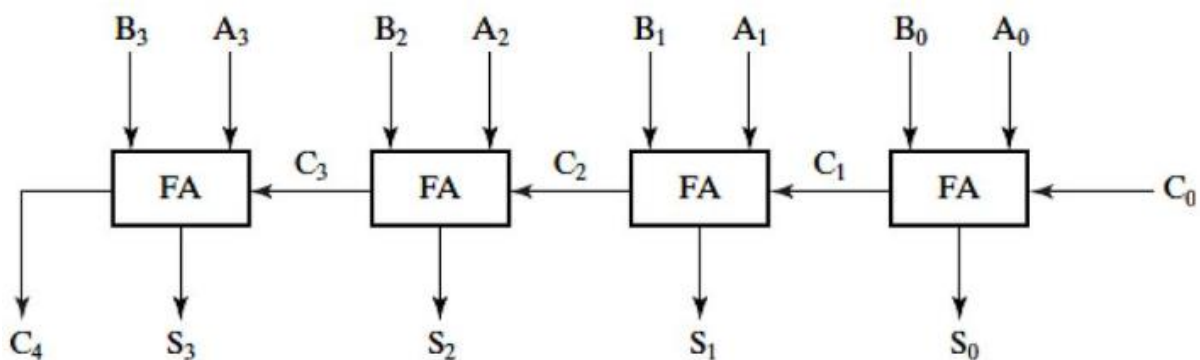 B₃ A₃ B₂ A₂ B₁ A₁ B₀ A₀
C₃ C₂ C₁
FA FA FA FA C₀
C₄ S₃ S₂ S₁ S₀